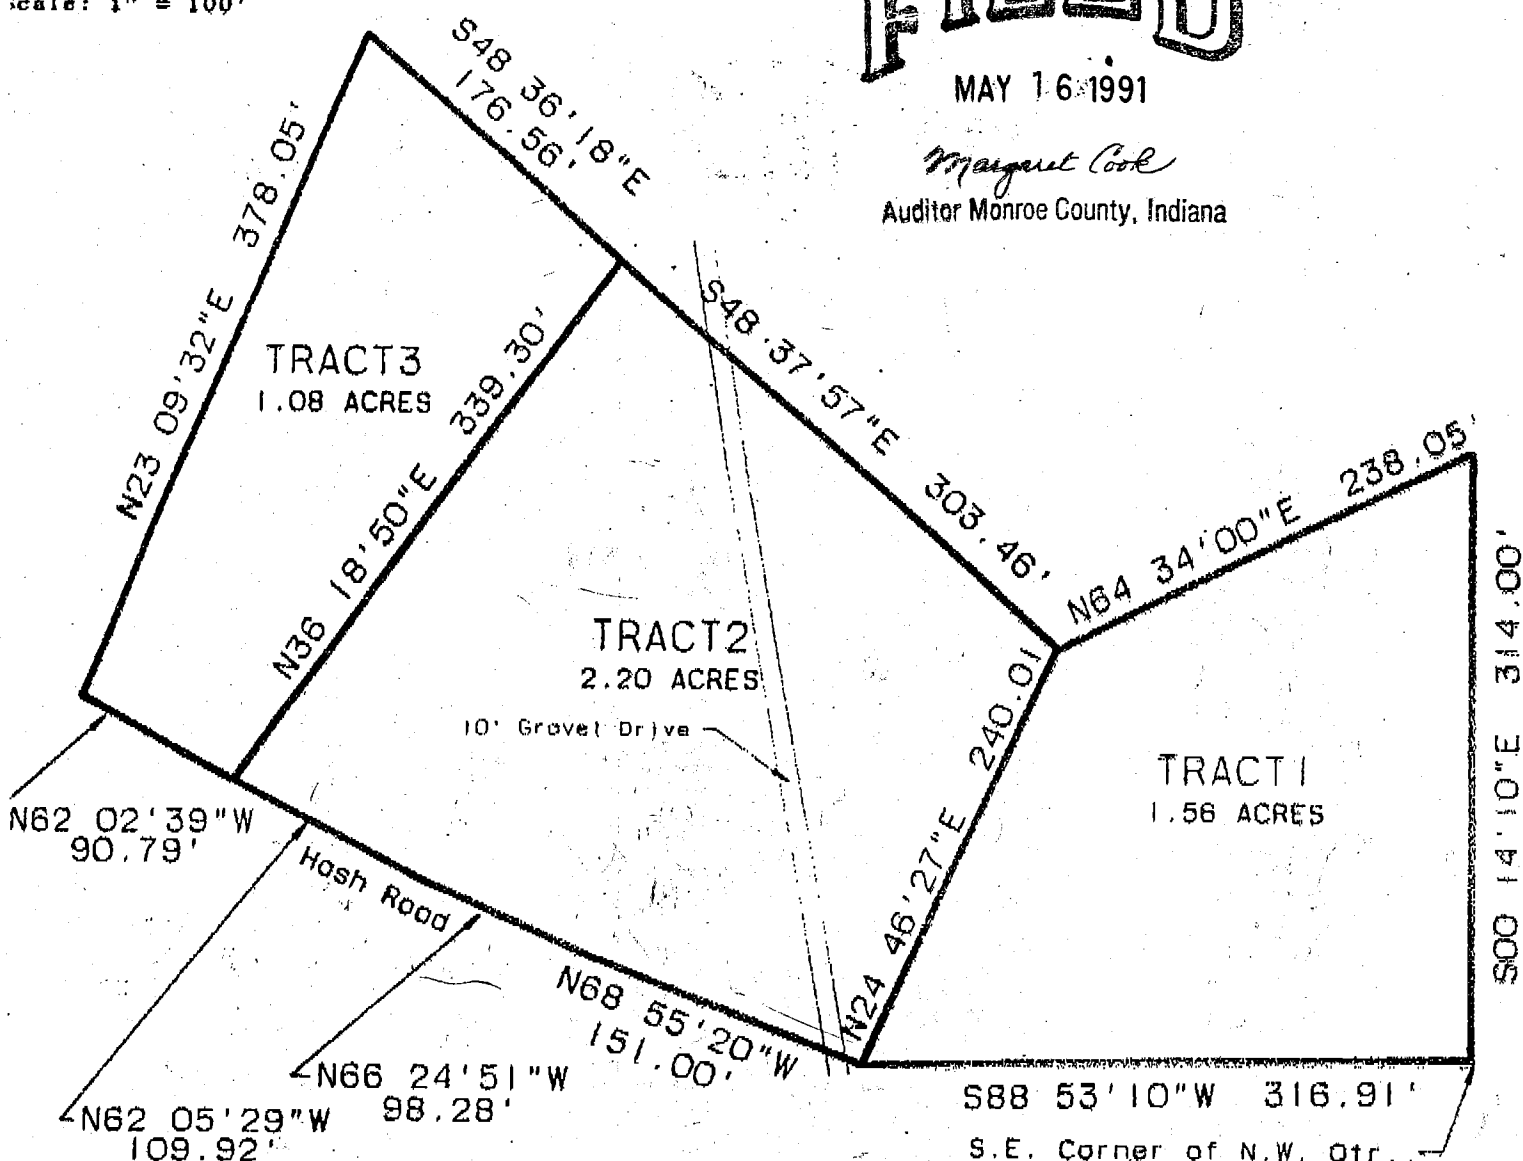 Scale: 1" = 100'
FILED
MAY 16 1991
Margaret Cook
Auditor Monroe County, Indiana
S48 36'18"E
176.56'
N23 09'32"E 378.05'
TRACT3
1.08 ACRES
N36 18'50"E 339.30'
S48 37'57"E 303.46'
N64 34'00"E 238.05'
TRACT2
2.20 ACRES
10' Gravel Drive
240.01
N24 46'27"E
TRACT1
1.56 ACRES
S00 14'10"E 314.00'
N62 02'39"W
90.79'
Hash Road
N68 55'20"W
151.00'
N66 24'51"W
98.28'
N62 05'29"W
109.92'
S88 53'10"W 316.91'
S.E. Corner of N.W. Qtr.